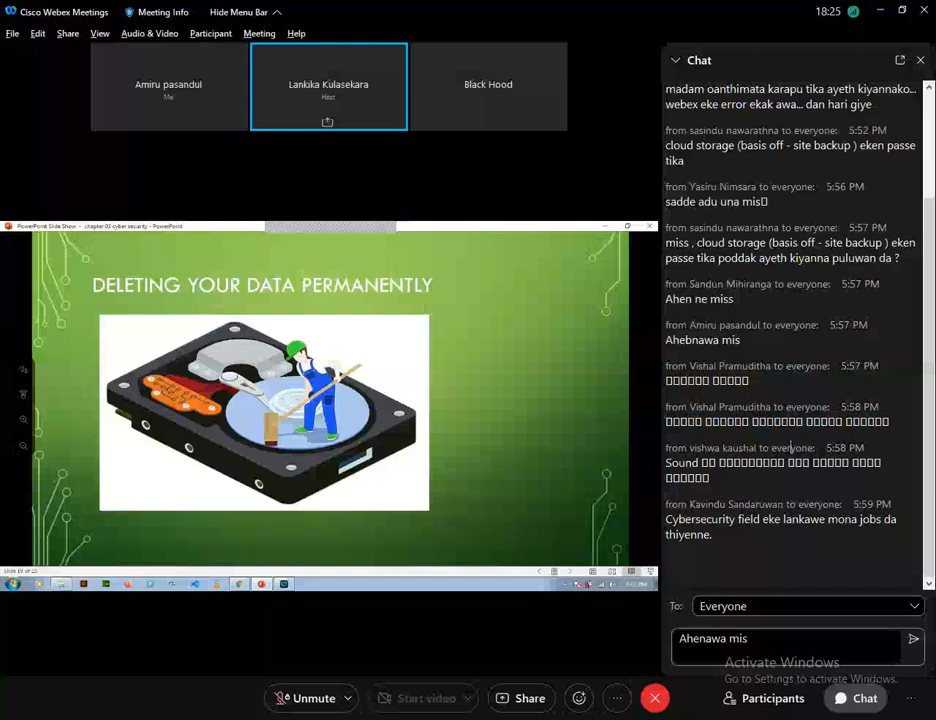 Cisco Webex Meetings
Meeting Info
Hide Menu Bar
18:25
File Edit Share View Audio & Video Participant Meeting Help
Amiru pasandul
Me
Lankika Kulasekara
Host
Black Hood
PowerPoint Slide Show - chapter 03 cyber security - PowerPoint
DELETING YOUR DATA PERMANENTLY
Chat
madam oanthimata karapu tika ayeth kiyannako...
webex eke error ekak awa... dan hari giye
from sasindu nawarathna to everyone: 5:52 PM
cloud storage (basis off - site backup ) eken passe
tika
from Yasiru Nimsara to everyone: 5:56 PM
sadde adu una mis
from sasindu nawarathna to everyone: 5:57 PM
miss , cloud storage (basis off - site backup ) eken
passe tika poddak ayeth kiyanna puluwan da ?
from Sandun Mihiranga to everyone: 5:57 PM
Ahen ne miss
from Amiru pasandul to everyone: 5:57 PM
Ahebnawa mis
from Vishal Pramuditha to everyone: 5:57 PM
from Vishal Pramuditha to everyone: 5:58 PM
from vishwa kaushal to everyone: 5:58 PM
Sound
from Kavindu Sandaruwan to everyone: 5:59 PM
Cybersecurity field eke lankawe mona jobs da
thiyenne.
To: Everyone
Ahenawa mis
Activate Windows
Go to Settings to activate Windows.
Unmute
Start video
Share
Participants
Chat